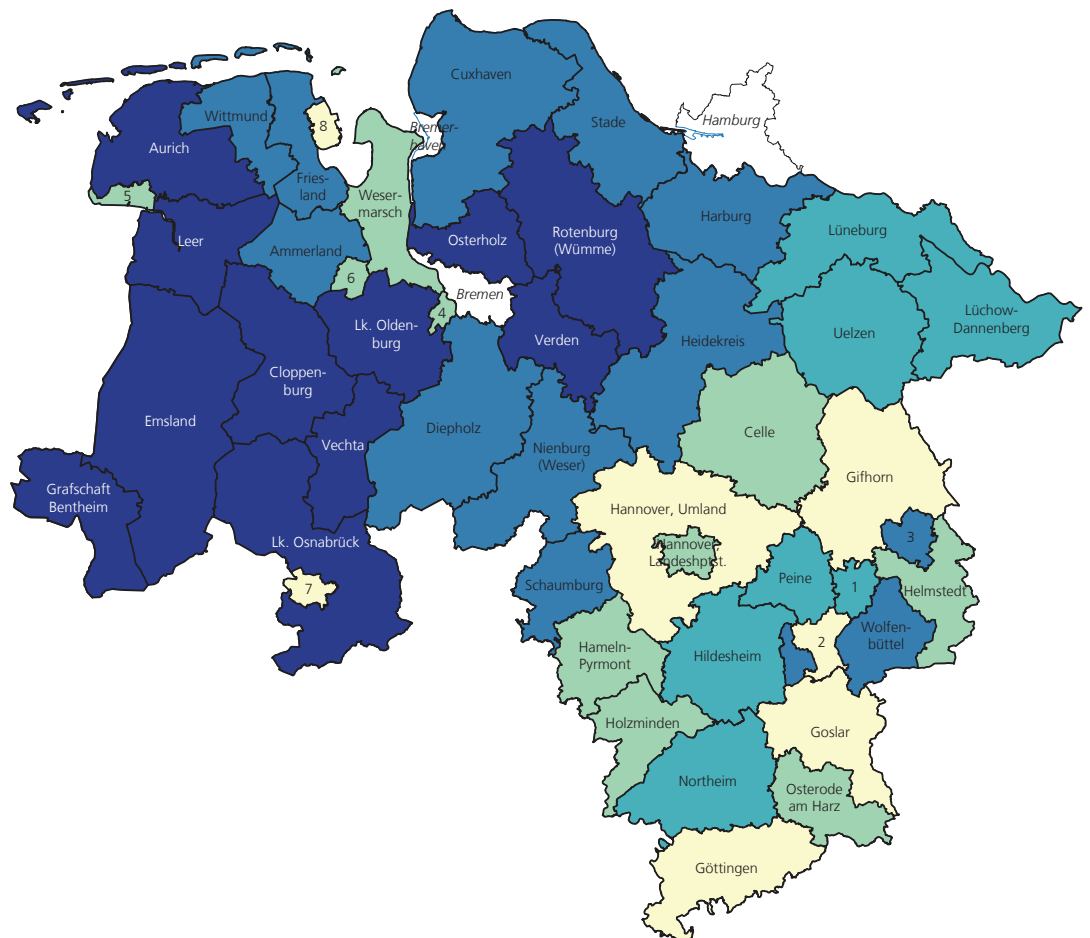 Cuxhaven
Hamburg
Wittmund
8
Bremer-
haven
Stade
Aurich
Fries-
land
5
Weser-
marsch
Harburg
Lüneburg
Leer
Osterholz
Rotenburg
(Wümme)
Ammerland
6
Bremen
4
Lk. Olden-
burg
Verden
Heidekreis
Uelzen
Lüchow-
Dannenberg
Cloppen-
burg
Emsland
Vechta
Diepholz
Nienburg
(Weser)
Celle
Gifhorn
Grafschaft
Bentheim
Hannover, Umland
Lk. Osnabrück
Hannover
Landeshptst.
3
7
Schaumburg
Peine
1
Helmstedt
Wolfen-
büttel
2
Hameln-
Pyrmont
Hildesheim
Holzminden
Goslar
Northeim
Osterode
am Harz
Göttingen